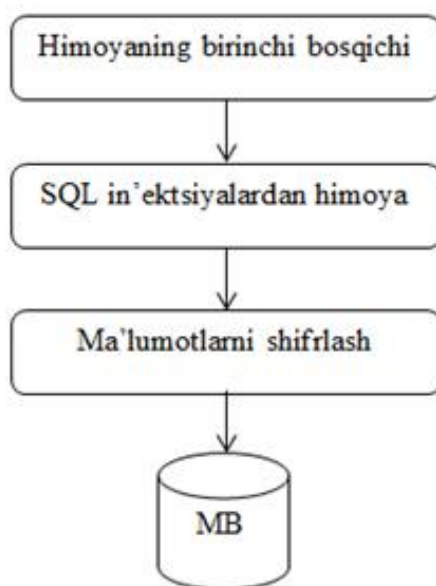 Himoyaning birinchi bosqichi
SQL in’ektsiyalardan himoya
Ma’lumotlarni shifrlash
MB